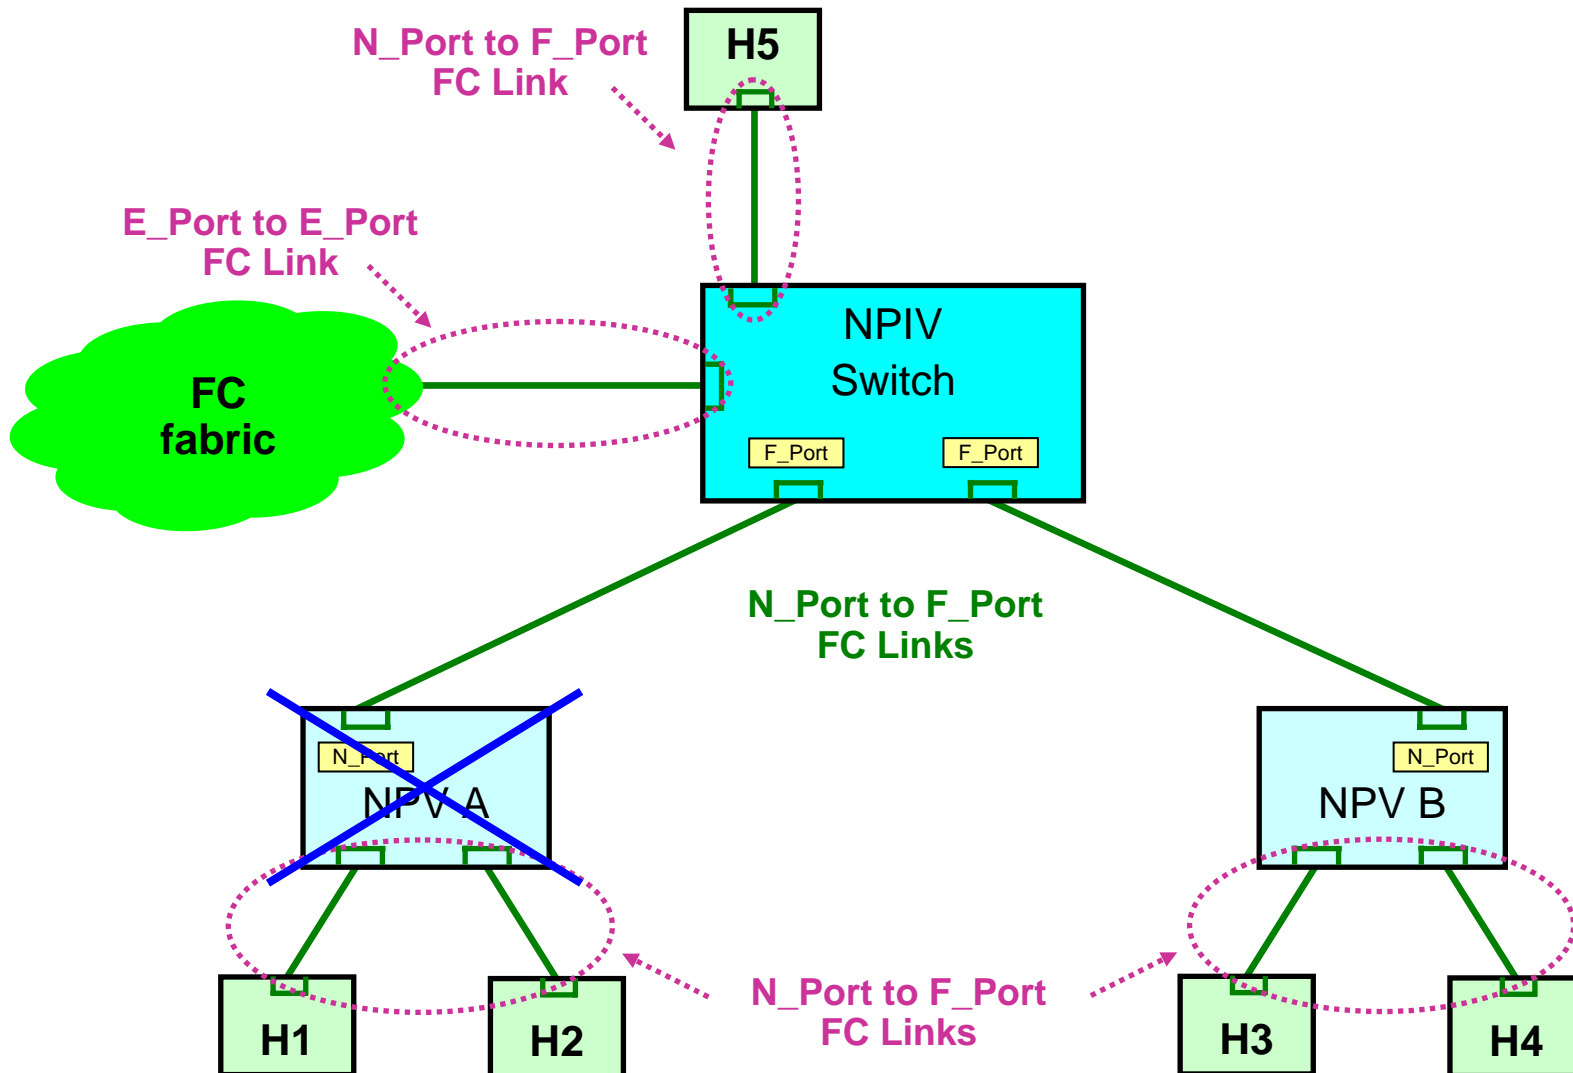 N_Port to F_Port
FC Link
H5
E_Port to E_Port
FC Link
NPIV
Switch
FC
fabric
F_Port
F_Port
N_Port to F_Port
FC Links
N_Port
NPV A
N_Port
NPV B
N_Port to F_Port
FC Links
H1
H2
H3
H4